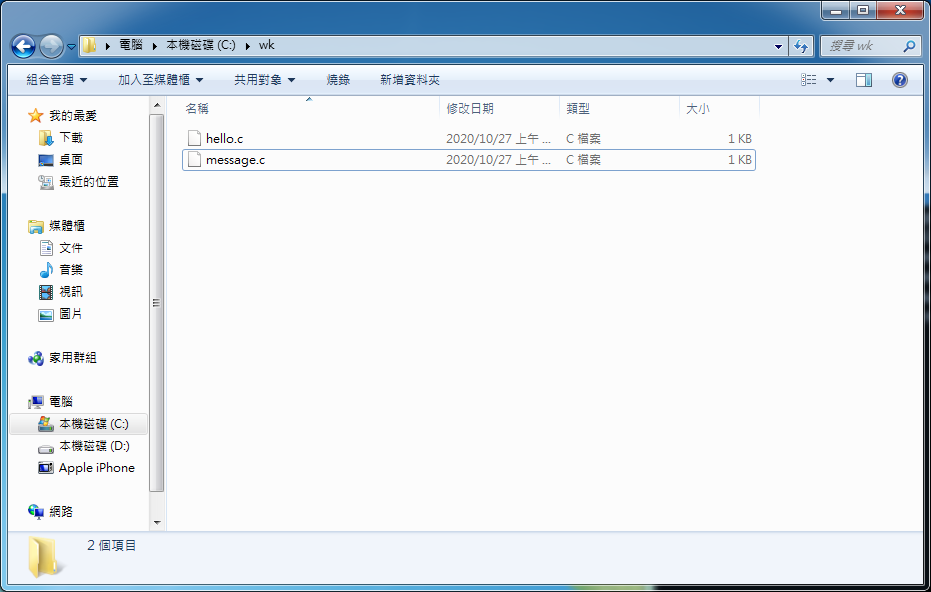 電腦 本機磁碟 (C:) wk 搜尋 wk
組合管理 加入至媒體櫃 共用對象 燒錄 新增資料夾
名稱 修改日期 類型 大小
hello.c 2020/10/27 上午 ... C 檔案 1 KB
message.c 2020/10/27 上午 ... C 檔案 1 KB
我的最愛
下載
桌面
最近的位置
媒體櫃
文件
音樂
視訊
圖片
家用群組
電腦
本機磁碟 (C:)
本機磁碟 (D:)
Apple iPhone
網路
2 個項目